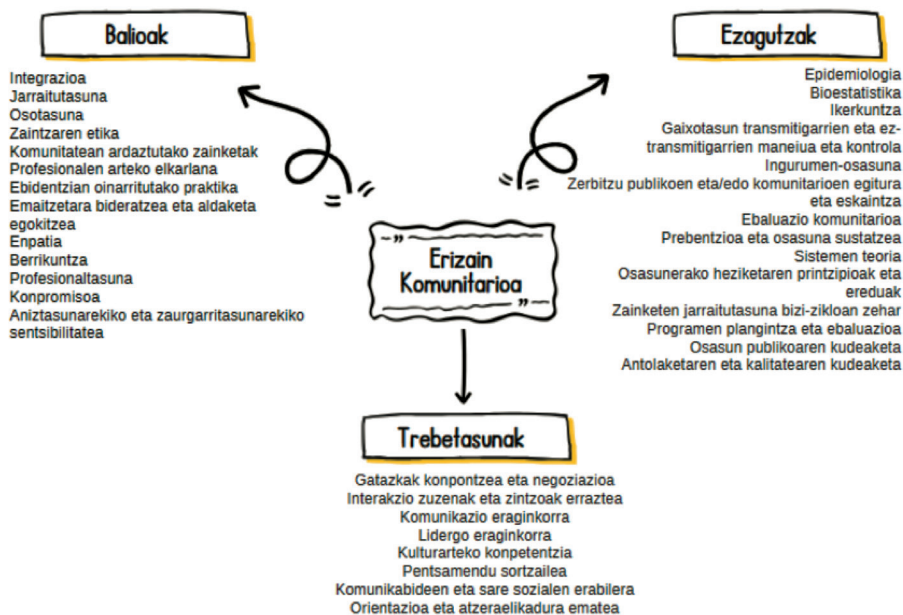 Balioak
Integrazioa
Jarraitutasuna
Osotasuna
Zaintzaren etika
Komunitatean ardaztutako zainketak
Profesionalen arteko elkarlana
Ebidentzian oinarritutako praktika
Emaitzetara bideratzea eta aldaketa
egokitzea
Enpatia
Berrikuntza
Profesionaltasuna
Konpromisoa
Aniztasunarekiko eta zaurgarritasunarekiko
sentsibilitatea
Ezagutzak
Epidemiologia
Bioestatistika
Ikerkuntza
Gaixotasun transmitigarrien eta ez-
transmitigarrien maneiua eta kontrola
Ingurumen-osasuna
Zerbitzu publikoen eta/edo komunitarioen egitura
eta eskaintza
Ebaluazio komunitarioa
Prebentzioa eta osasuna sustatzea
Sistemen teoria
Osasunerako heziketaren printzipioak eta
ereduak
Zainketen jarraitutasuna bizi-zikloan zehar
Programen plangintza eta ebaluazioa
Osasun publikoaren kudeaketa
Antolaketaren eta kalitatearen kudeaketa
Erizain
Komunitarioa
Trebetasunak
Gatazkak konpontzea eta negoziazioa
Interakzio zuzenak eta zintzoak erraztea
Komunikazio eraginkorra
Lidergo eraginkorra
Kulturarteko konpetentzia
Pentsamendu sortzailea
Komunikabideen eta sare sozialen erabilera
Orientazioa eta atzeraelikadura ematea